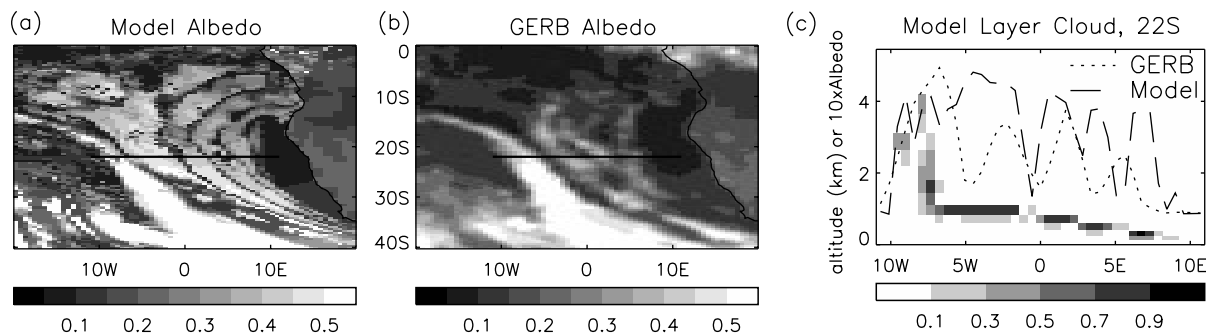 (a) Model Albedo
(b) GERB Albedo
(c) Model Layer Cloud, 22S
0
10S
20S
30S
40S
10W 0 10E
0.1 0.2 0.3 0.4 0.5
10W 0 10E
0.1 0.2 0.3 0.4 0.5
altitude (km) or 10xAlbedo
4
2
0
GERB
Model
10W 5W 0 5E 10E
0.1 0.3 0.5 0.7 0.9